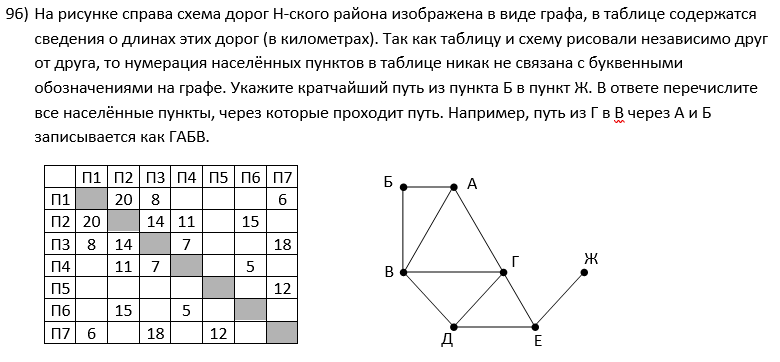 96) На рисунке справа схема дорог Н-ского района изображена в виде графа, в таблице содержатся
сведения о длинах этих дорог (в километрах). Так как таблицу и схему рисовали независимо друг
от друга, то нумерация населённых пунктов в таблице никак не связана с буквенными
обозначениями на графе. Укажите кратчайший путь из пункта Б в пункт Ж. В ответе перечислите
все населённые пункты, через которые проходит путь. Например, путь из Г в В через А и Б
записывается как ГАБВ.
П1 П2 П3 П4 П5 П6 П7
П1 20 8 6
П2 20 14 11 15
П3 8 14 7 18
П4 11 7 5
П5 12
П6 15 5
П7 6 18 12
Б А
В Г Ж
Д Е